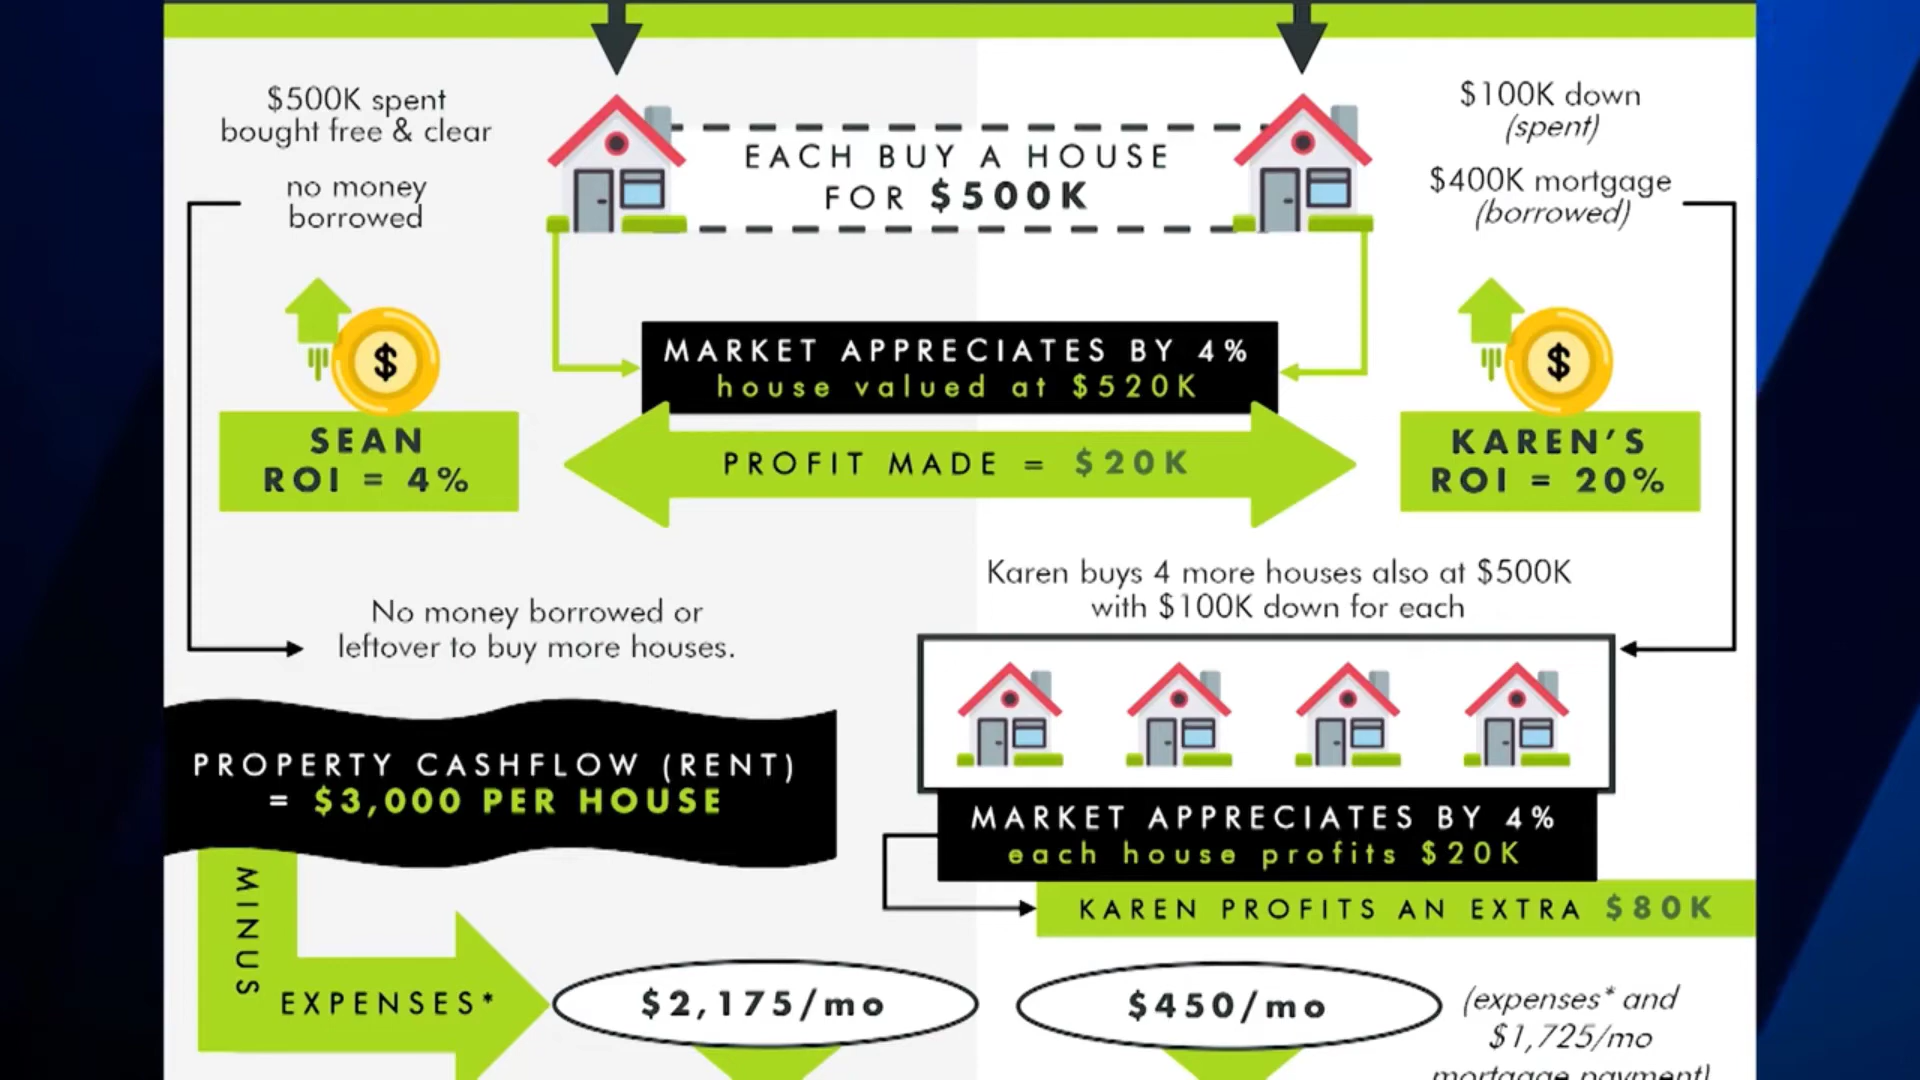 $500K spent
bought free & clear
no money
borrowed
EACH BUY A HOUSE
FOR $500K
$100K down
(spent)
$400K mortgage
(borrowed)
MARKET APPRECIATES BY 4%
house valued at $520K
SEAN
ROI = 4%
PROFIT MADE = $20K
KAREN'S
ROI = 20%
No money borrowed or
leftover to buy more houses.
Karen buys 4 more houses also at $500K
with $100K down for each
PROPERTY CASHFLOW (RENT)
= $3,000 PER HOUSE
MARKET APPRECIATES BY 4%
each house profits $20K
KAREN PROFITS AN EXTRA $80K
MINUS
EXPENSES*
$2,175/mo
$450/mo
(expenses* and
$1,725/mo
mortgage payment)